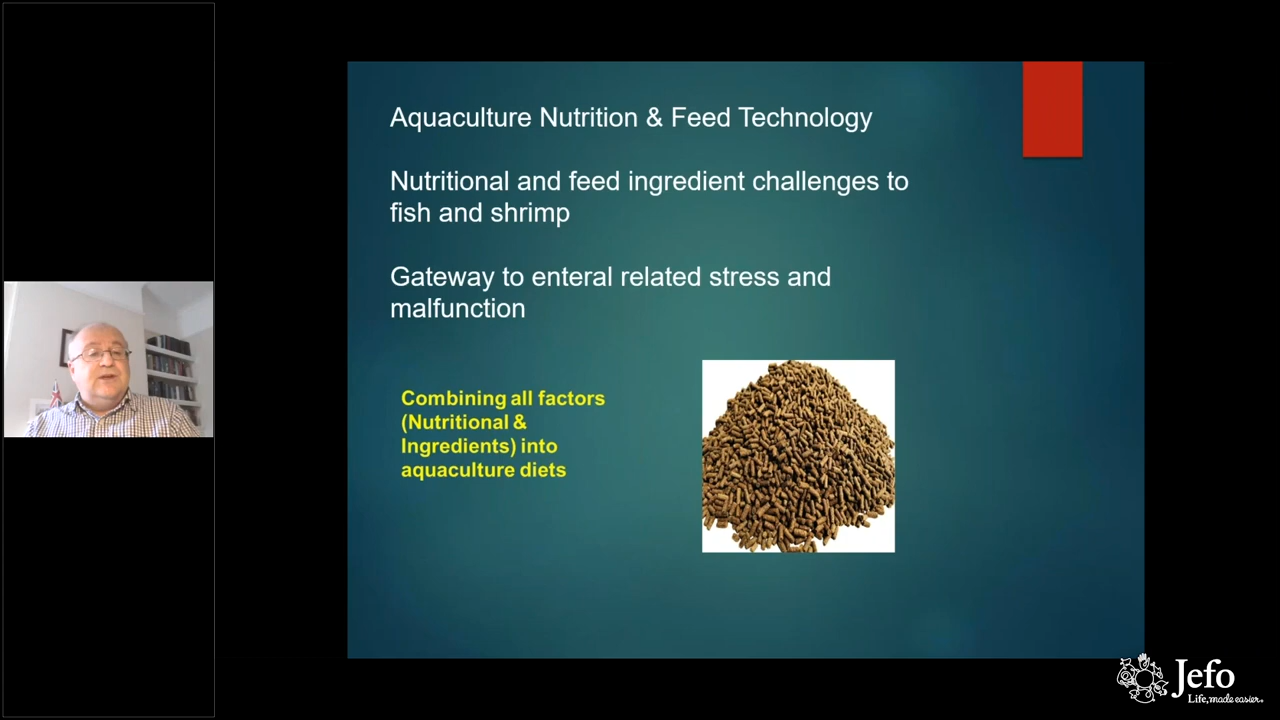 Aquaculture Nutrition & Feed Technology
Nutritional and feed ingredient challenges to
fish and shrimp
Gateway to enteral related stress and
malfunction
Combining all factors
(Nutritional &
Ingredients) into
aquaculture diets
Jefo
Life, made easier.